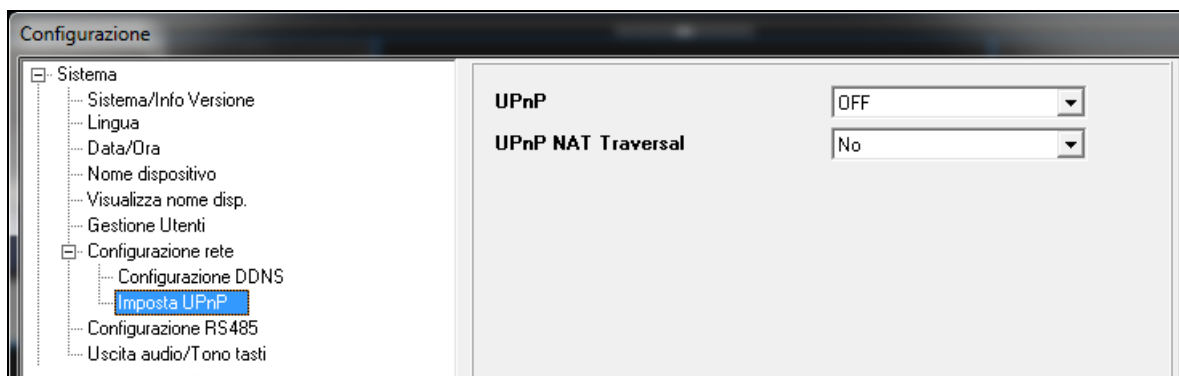 Configurazione
Sistema
Sistema/Info Versione
Lingua
Data/Ora
Nome dispositivo
Visualizza nome disp.
Gestione Utenti
Configurazione rete
Configurazione DDNS
Imposta UPnP
Configurazione RS485
Uscita audio/Tono tasti
UPnP OFF
UPnP NAT Traversal No